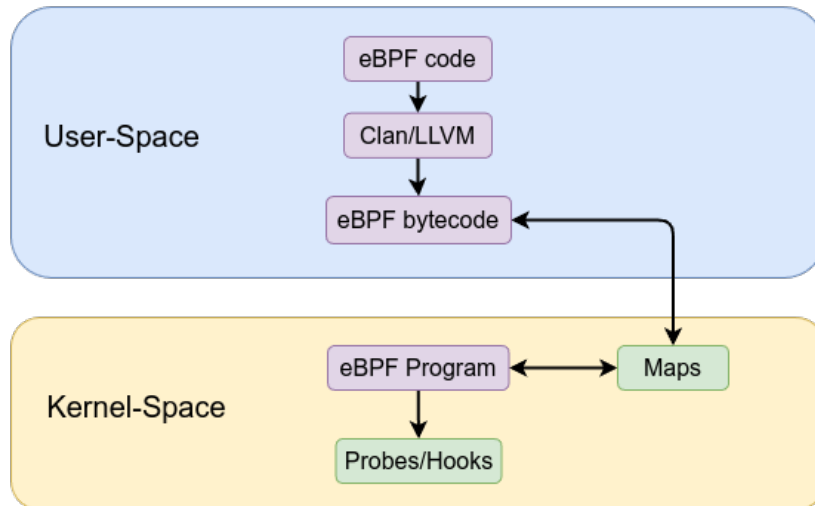 eBPF code
User-Space
Clan/LLVM
eBPF bytecode
eBPF Program
Maps
Kernel-Space
Probes/Hooks